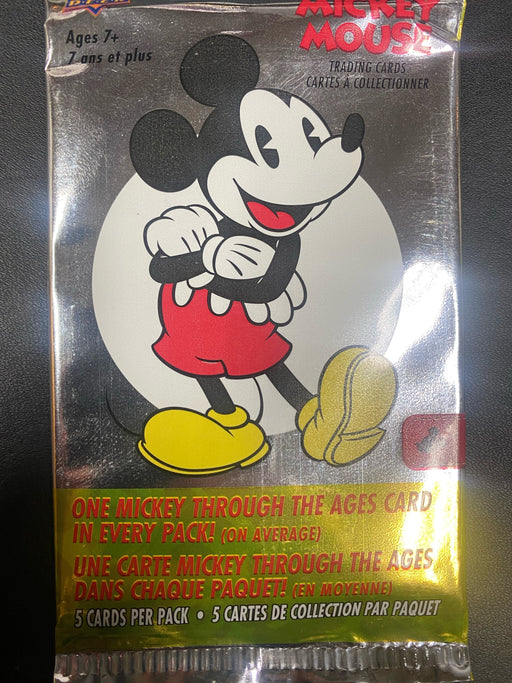 UPPER DECK
MICKEY
MOUSE
Ages 7+
7 ans et plus
TRADING CARDS
CARTES À COLLECTIONNER
ONE MICKEY THROUGH THE AGES CARD
IN EVERY PACK! (ON AVERAGE)
UNE CARTE MICKEY THROUGH THE AGES
DANS CHAQUE PAQUET! (EN MOYENNE)
5 CARDS PER PACK • 5 CARTES DE COLLECTION PAR PAQUET